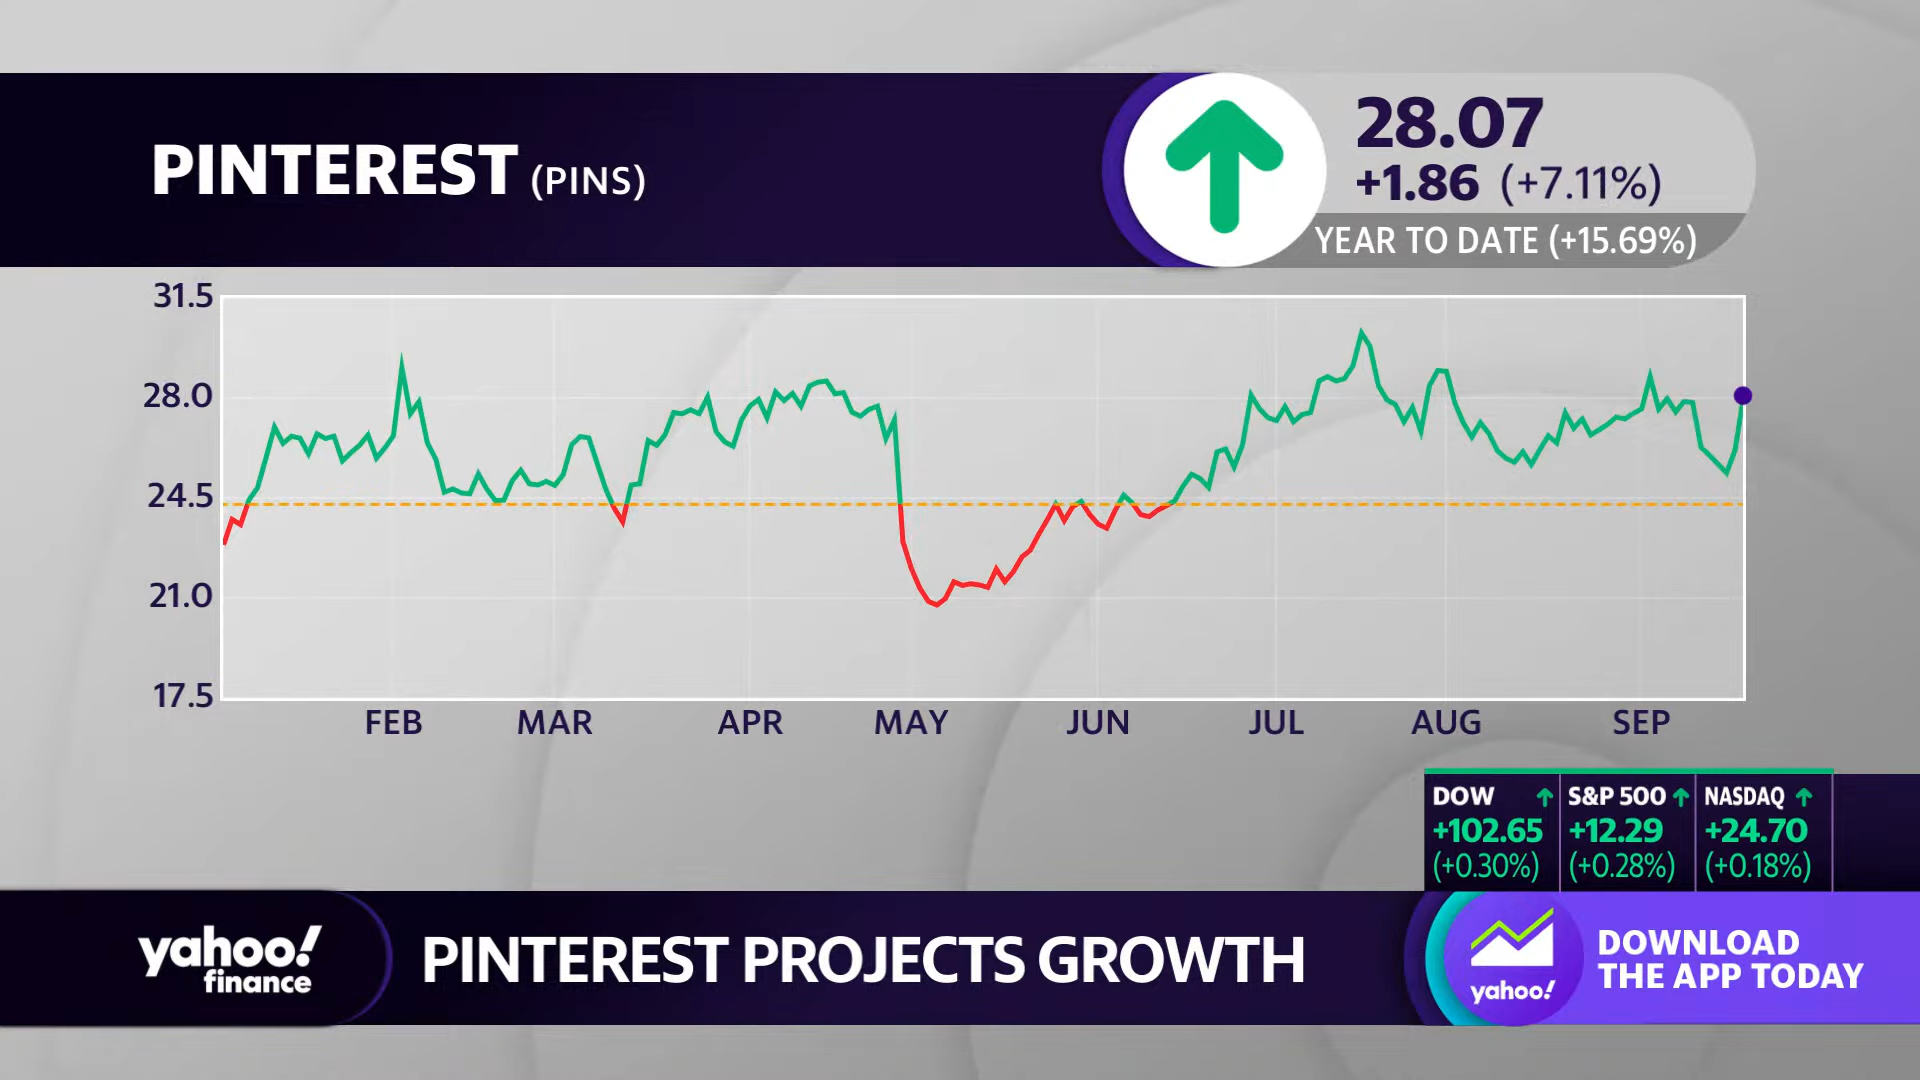 PINTEREST (PINS)
28.07
+1.86 (+7.11%)
YEAR TO DATE (+15.69%)
31.5
28.0
24.5
21.0
17.5
FEB MAR APR MAY JUN JUL AUG SEP
DOW S&P 500 NASDAQ
+102.65 +12.29 +24.70
(+0.30%) (+0.28%) (+0.18%)
yahoo!
finance
PINTEREST PROJECTS GROWTH
yahoo!
DOWNLOAD
THE APP TODAY